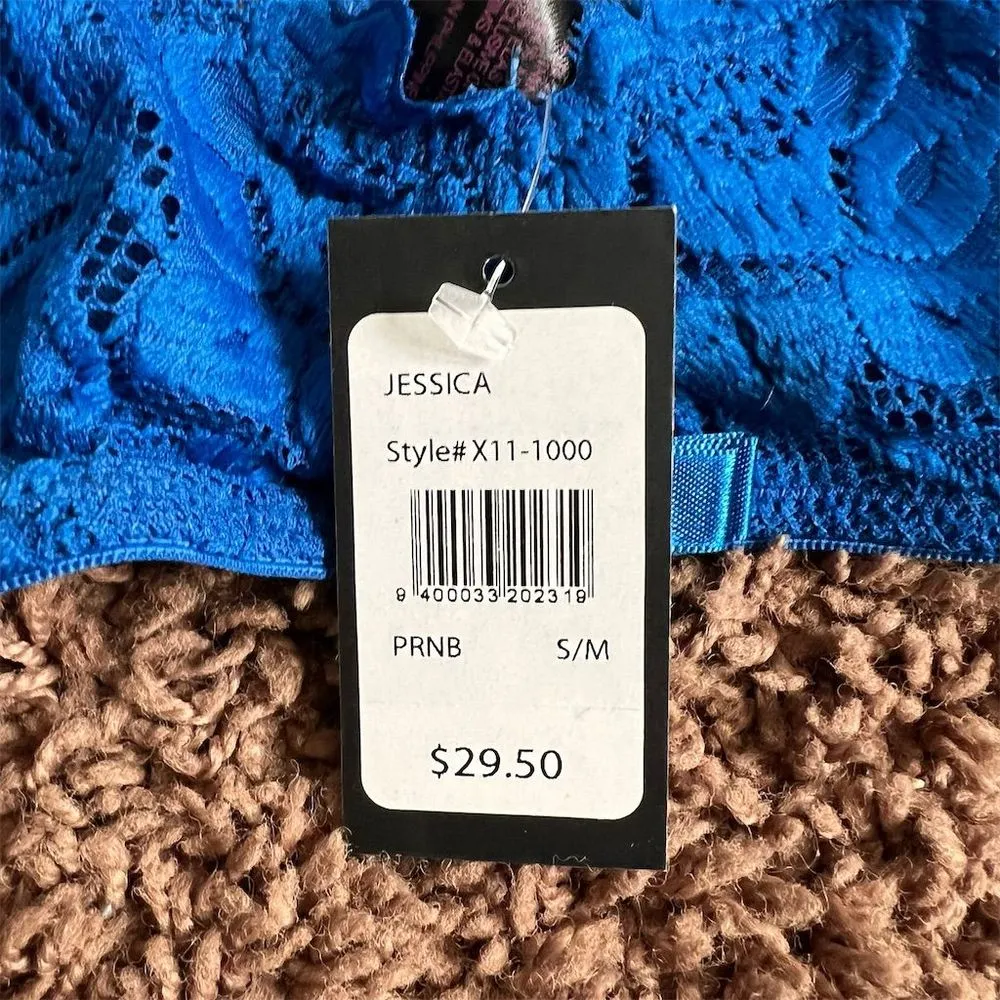 JESSICA
Style# X11-1000
9 400033 202319
PRNB S/M
$29.50